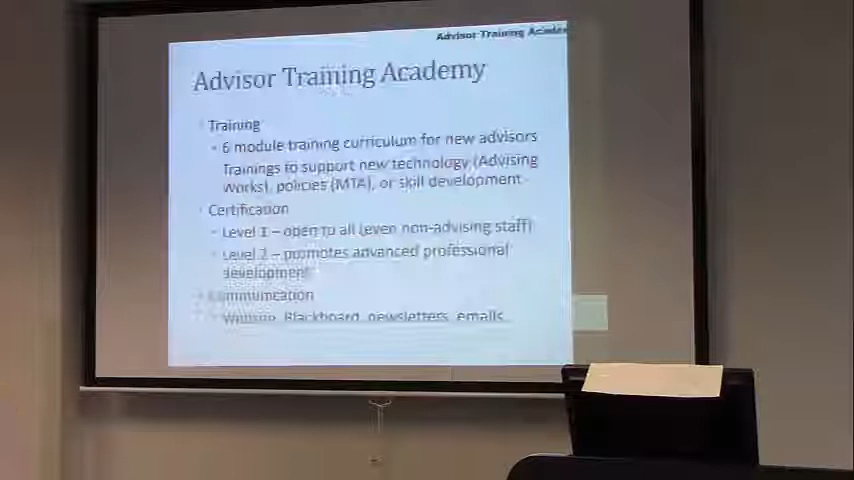 Advisor Training Academ
Advisor Training Academy
Training
6 module training curriculum for new advisors
Trainings to support new technology (Advising
Works), policies (MTA), or skill development
Certification
Level 1 – open to all (even non-advising staff)
Level 2 – promotes advanced professional
development
Communication
Website, Blackboard, newsletters, emails